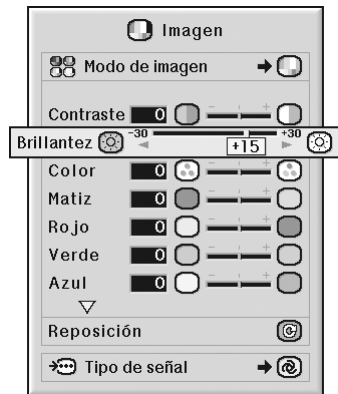 Imagen
Modo de imagen
Contraste 0
Brillantez -30 +15 +30
Color 0
Matiz 0
Rojo 0
Verde 0
Azul 0
Reposición
Tipo de señal